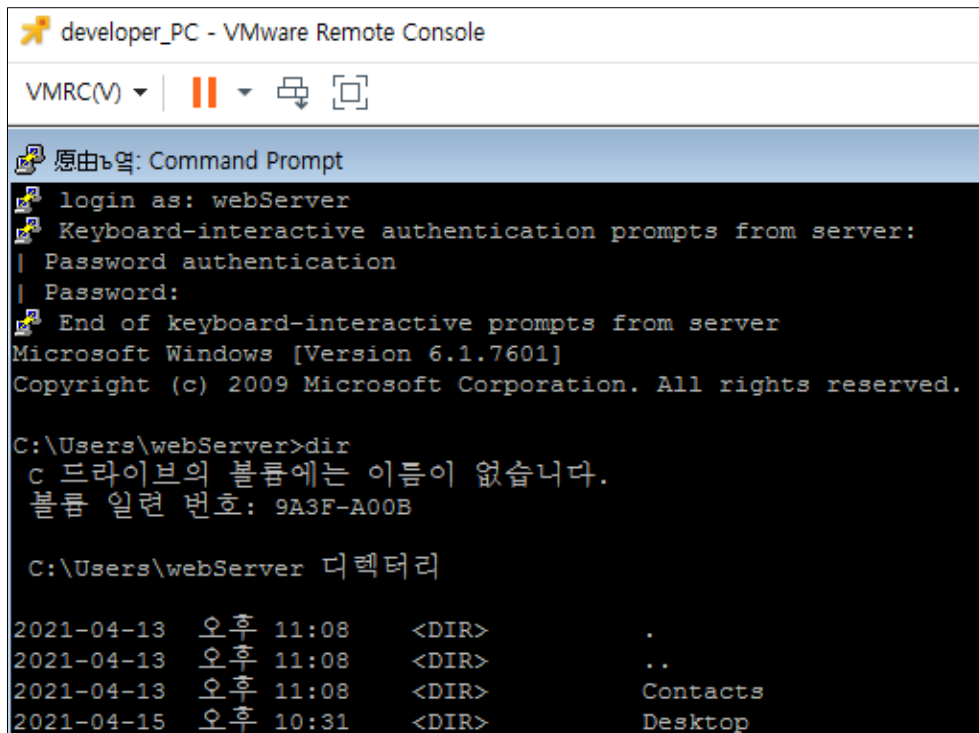 developer_PC - VMware Remote Console
VMRC(V)
愿由ъ옄: Command Prompt
login as: webServer
Keyboard-interactive authentication prompts from server:
| Password authentication
| Password:
End of keyboard-interactive prompts from server
Microsoft Windows [Version 6.1.7601]
Copyright (c) 2009 Microsoft Corporation. All rights reserved.
C:\Users\webServer>dir
C 드라이브의 볼륨에는 이름이 없습니다.
볼륨 일련 번호: 9A3F-A00B
C:\Users\webServer 디렉터리
2021-04-13 오후 11:08 <DIR> .
2021-04-13 오후 11:08 <DIR> ..
2021-04-13 오후 11:08 <DIR> Contacts
2021-04-15 오후 10:31 <DIR> Desktop